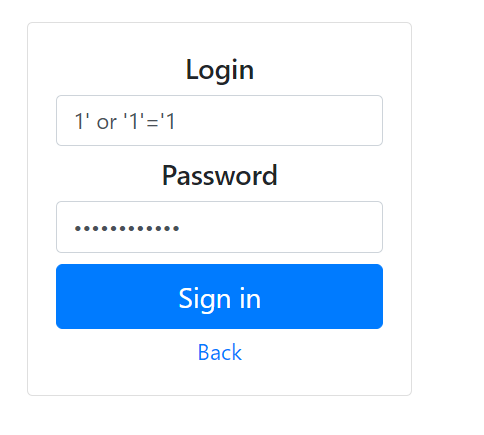 Login
1' or '1'='1
Password
••••••••••••
Sign in
Back